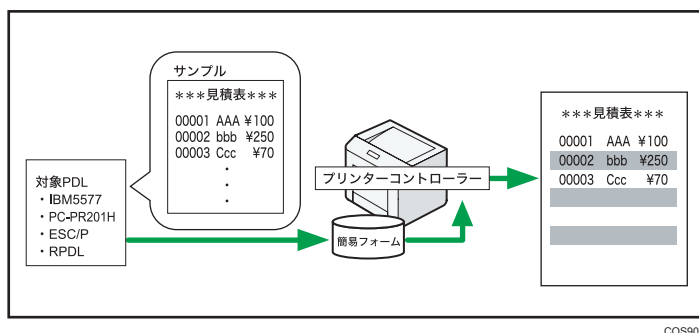 サンプル
***見積表***
00001 AAA ¥100
00002 bbb ¥250
00003 Ccc ¥70
・
・
・
対象PDL
・IBM5577
・PC-PR201H
・ESC/P
・RPDL
プリンターコントローラー
簡易フォーム
***見積表***
00001 AAA ¥100
00002 bbb ¥250
00003 Ccc ¥70